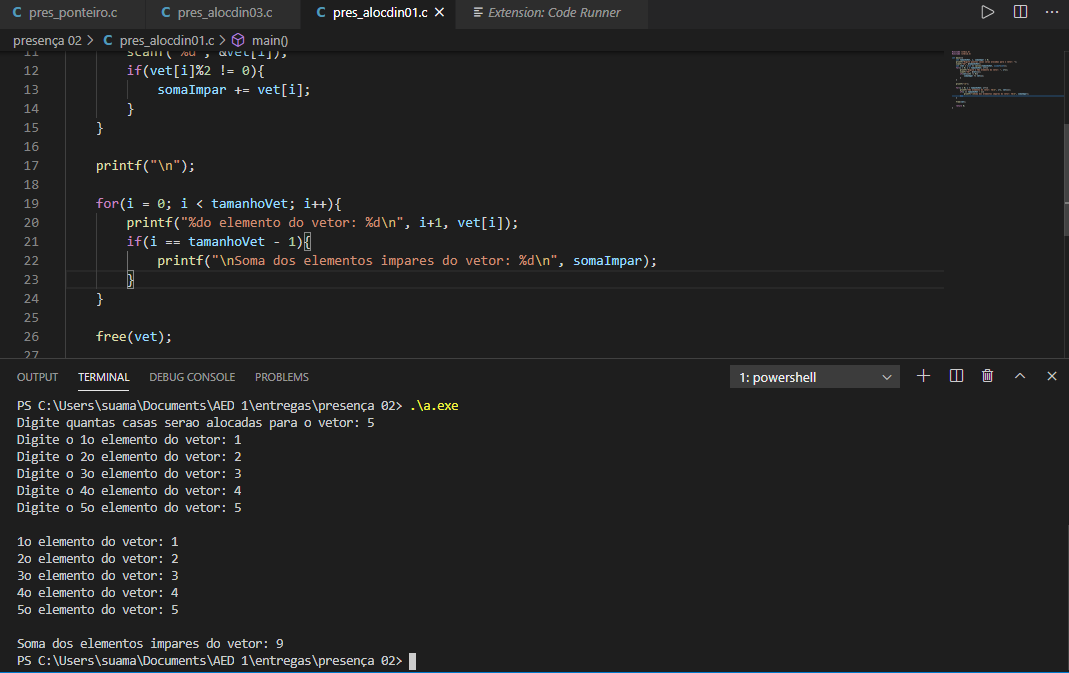 C pres_ponteiro.c C pres_alocdin03.c C pres_alocdin01.c × Extension: Code Runner ···
presença 02 > C pres_alocdin01.c > main()
11 scanf("%d", &vet[i]);
12 if(vet[i]%2 != 0){
13 somaImpar += vet[i];
14 }
15 }
16
17 printf("\n");
18
19 for(i = 0; i < tamanhoVet; i++){
20 printf("%do elemento do vetor: %d\n", i+1, vet[i]);
21 if(i == tamanhoVet - 1){
22 printf("\nSoma dos elementos impares do vetor: %d\n", somaImpar);
23 }
24 }
25
26 free(vet);
27
OUTPUT TERMINAL DEBUG CONSOLE PROBLEMS 1: powershell
PS C:\Users\suama\Documents\AED 1\entregas\presença 02> .\a.exe
Digite quantas casas serao alocadas para o vetor: 5
Digite o 1o elemento do vetor: 1
Digite o 2o elemento do vetor: 2
Digite o 3o elemento do vetor: 3
Digite o 4o elemento do vetor: 4
Digite o 5o elemento do vetor: 5
1o elemento do vetor: 1
2o elemento do vetor: 2
3o elemento do vetor: 3
4o elemento do vetor: 4
5o elemento do vetor: 5
Soma dos elementos impares do vetor: 9
PS C:\Users\suama\Documents\AED 1\entregas\presença 02>